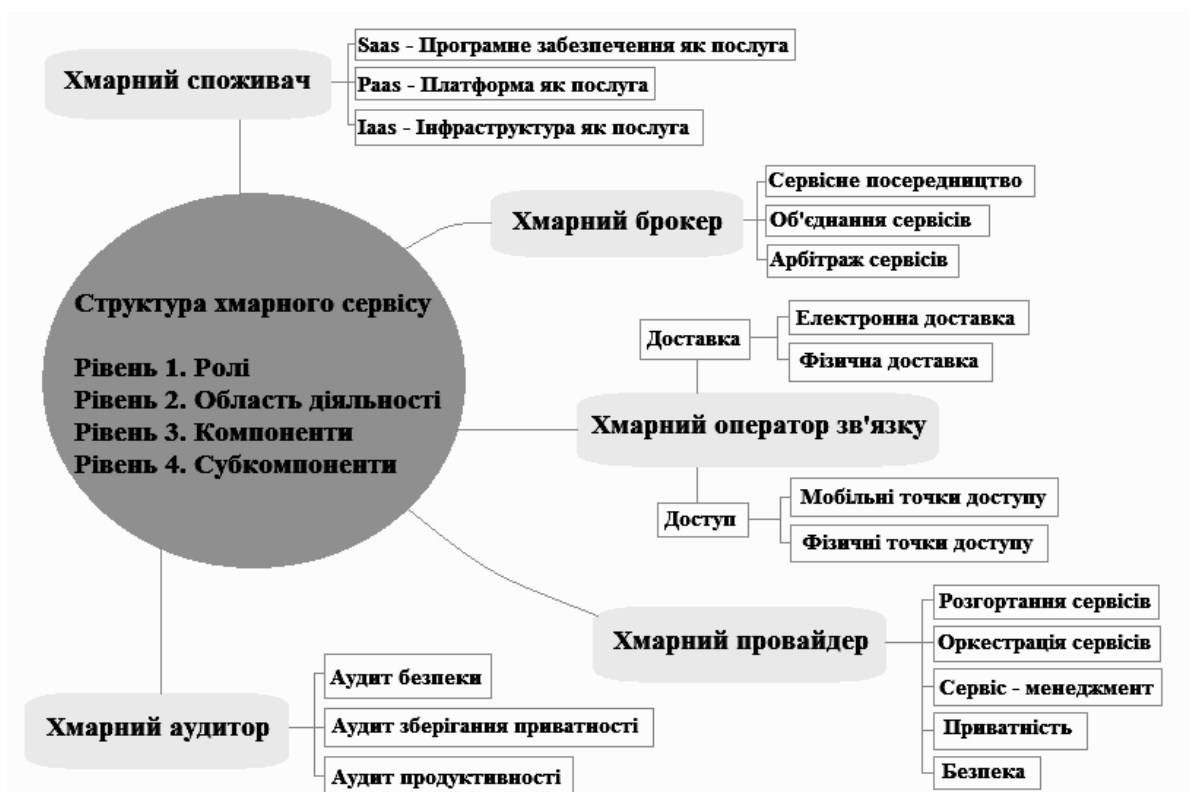 Хмарний споживач
Saas - Програмне забезпечення як послуга
Paas - Платформа як послуга
Iaas - Інфраструктура як послуга
Хмарний брокер
Сервісне посередництво
Об'єднання сервісів
Арбітраж сервісів
Структура хмарного сервісу
Рівень 1. Ролі
Рівень 2. Область діяльності
Рівень 3. Компоненти
Рівень 4. Субкомпоненти
Доставка
Електронна доставка
Фізична доставка
Хмарний оператор зв'язку
Доступ
Мобільні точки доступу
Фізичні точки доступу
Хмарний провайдер
Розгортання сервісів
Оркестрація сервісів
Сервіс - менеджмент
Приватність
Безпека
Хмарний аудитор
Аудит безпеки
Аудит зберігання приватності
Аудит продуктивності